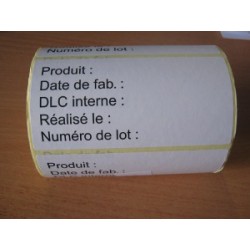 Numéro de lot :
Produit :
Date de fab. :
DLC interne :
Réalisé le :
Numéro de lot :
Produit :
Date de fab. :